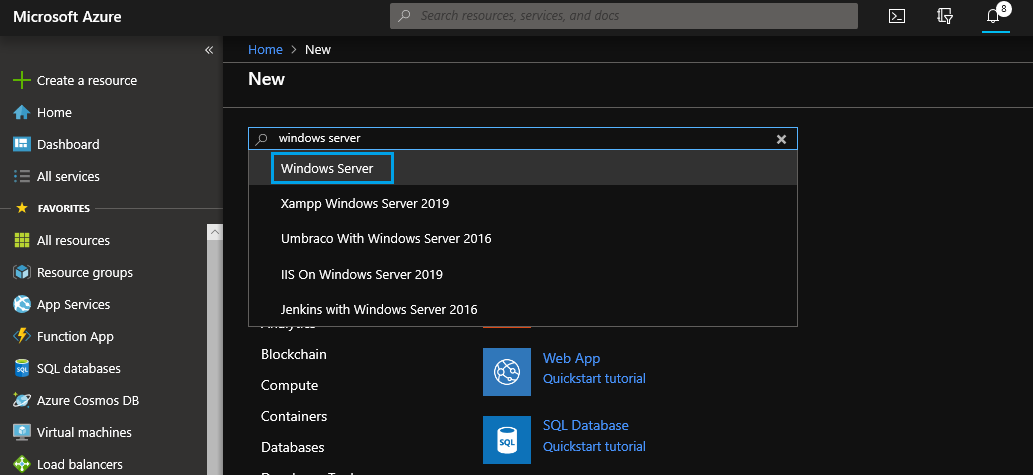 Microsoft Azure
Search resources, services, and docs
8
«
Create a resource
Home
Dashboard
All services
FAVORITES
All resources
Resource groups
App Services
Function App
SQL databases
Azure Cosmos DB
Virtual machines
Load balancers
Home > New
New
windows server
Windows Server
Xampp Windows Server 2019
Umbraco With Windows Server 2016
IIS On Windows Server 2019
Jenkins with Windows Server 2016
Analytics
Blockchain
Compute
Containers
Databases
Web App
Quickstart tutorial
SQL
SQL Database
Quickstart tutorial